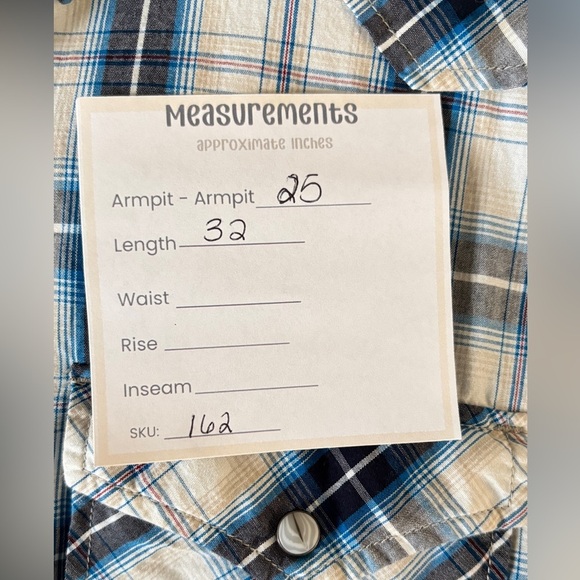 Measurements
approximate inches
Armpit - Armpit 25
Length 32
Waist
Rise
Inseam
SKU: 162